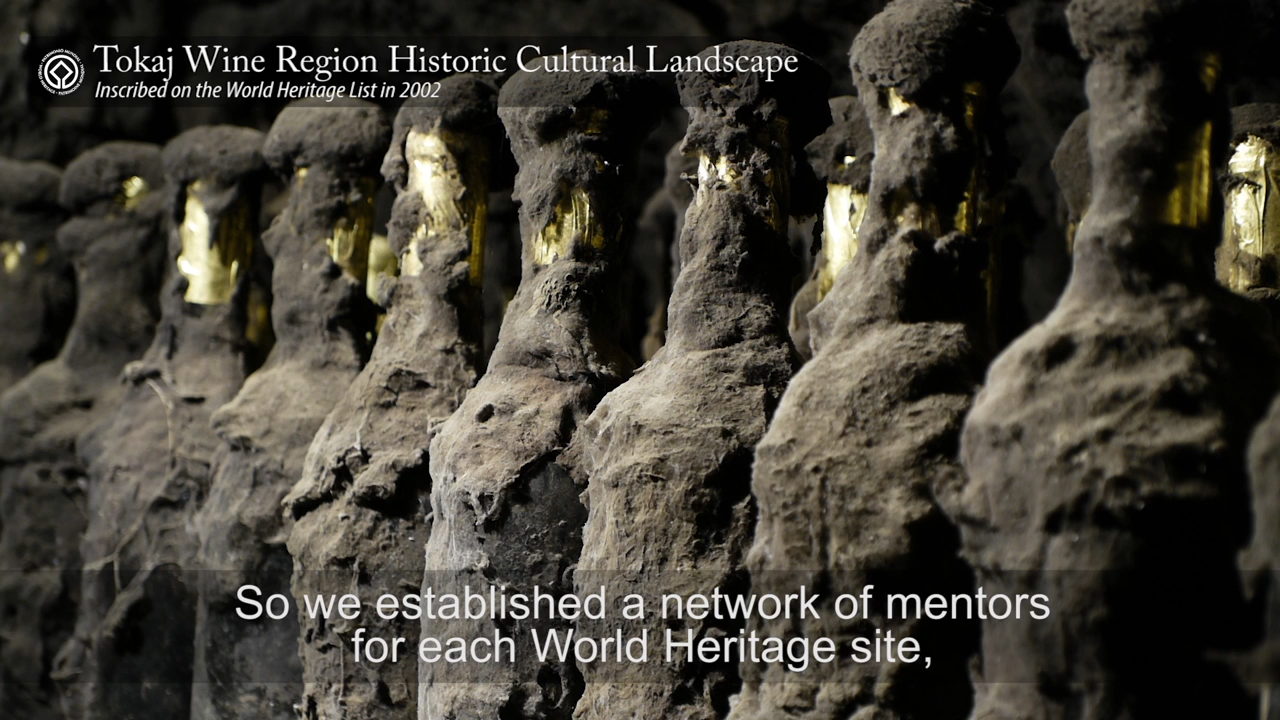 Tokaj Wine Region Historic Cultural Landscape
Inscribed on the World Heritage List in 2002
So we established a network of mentors
for each World Heritage site,